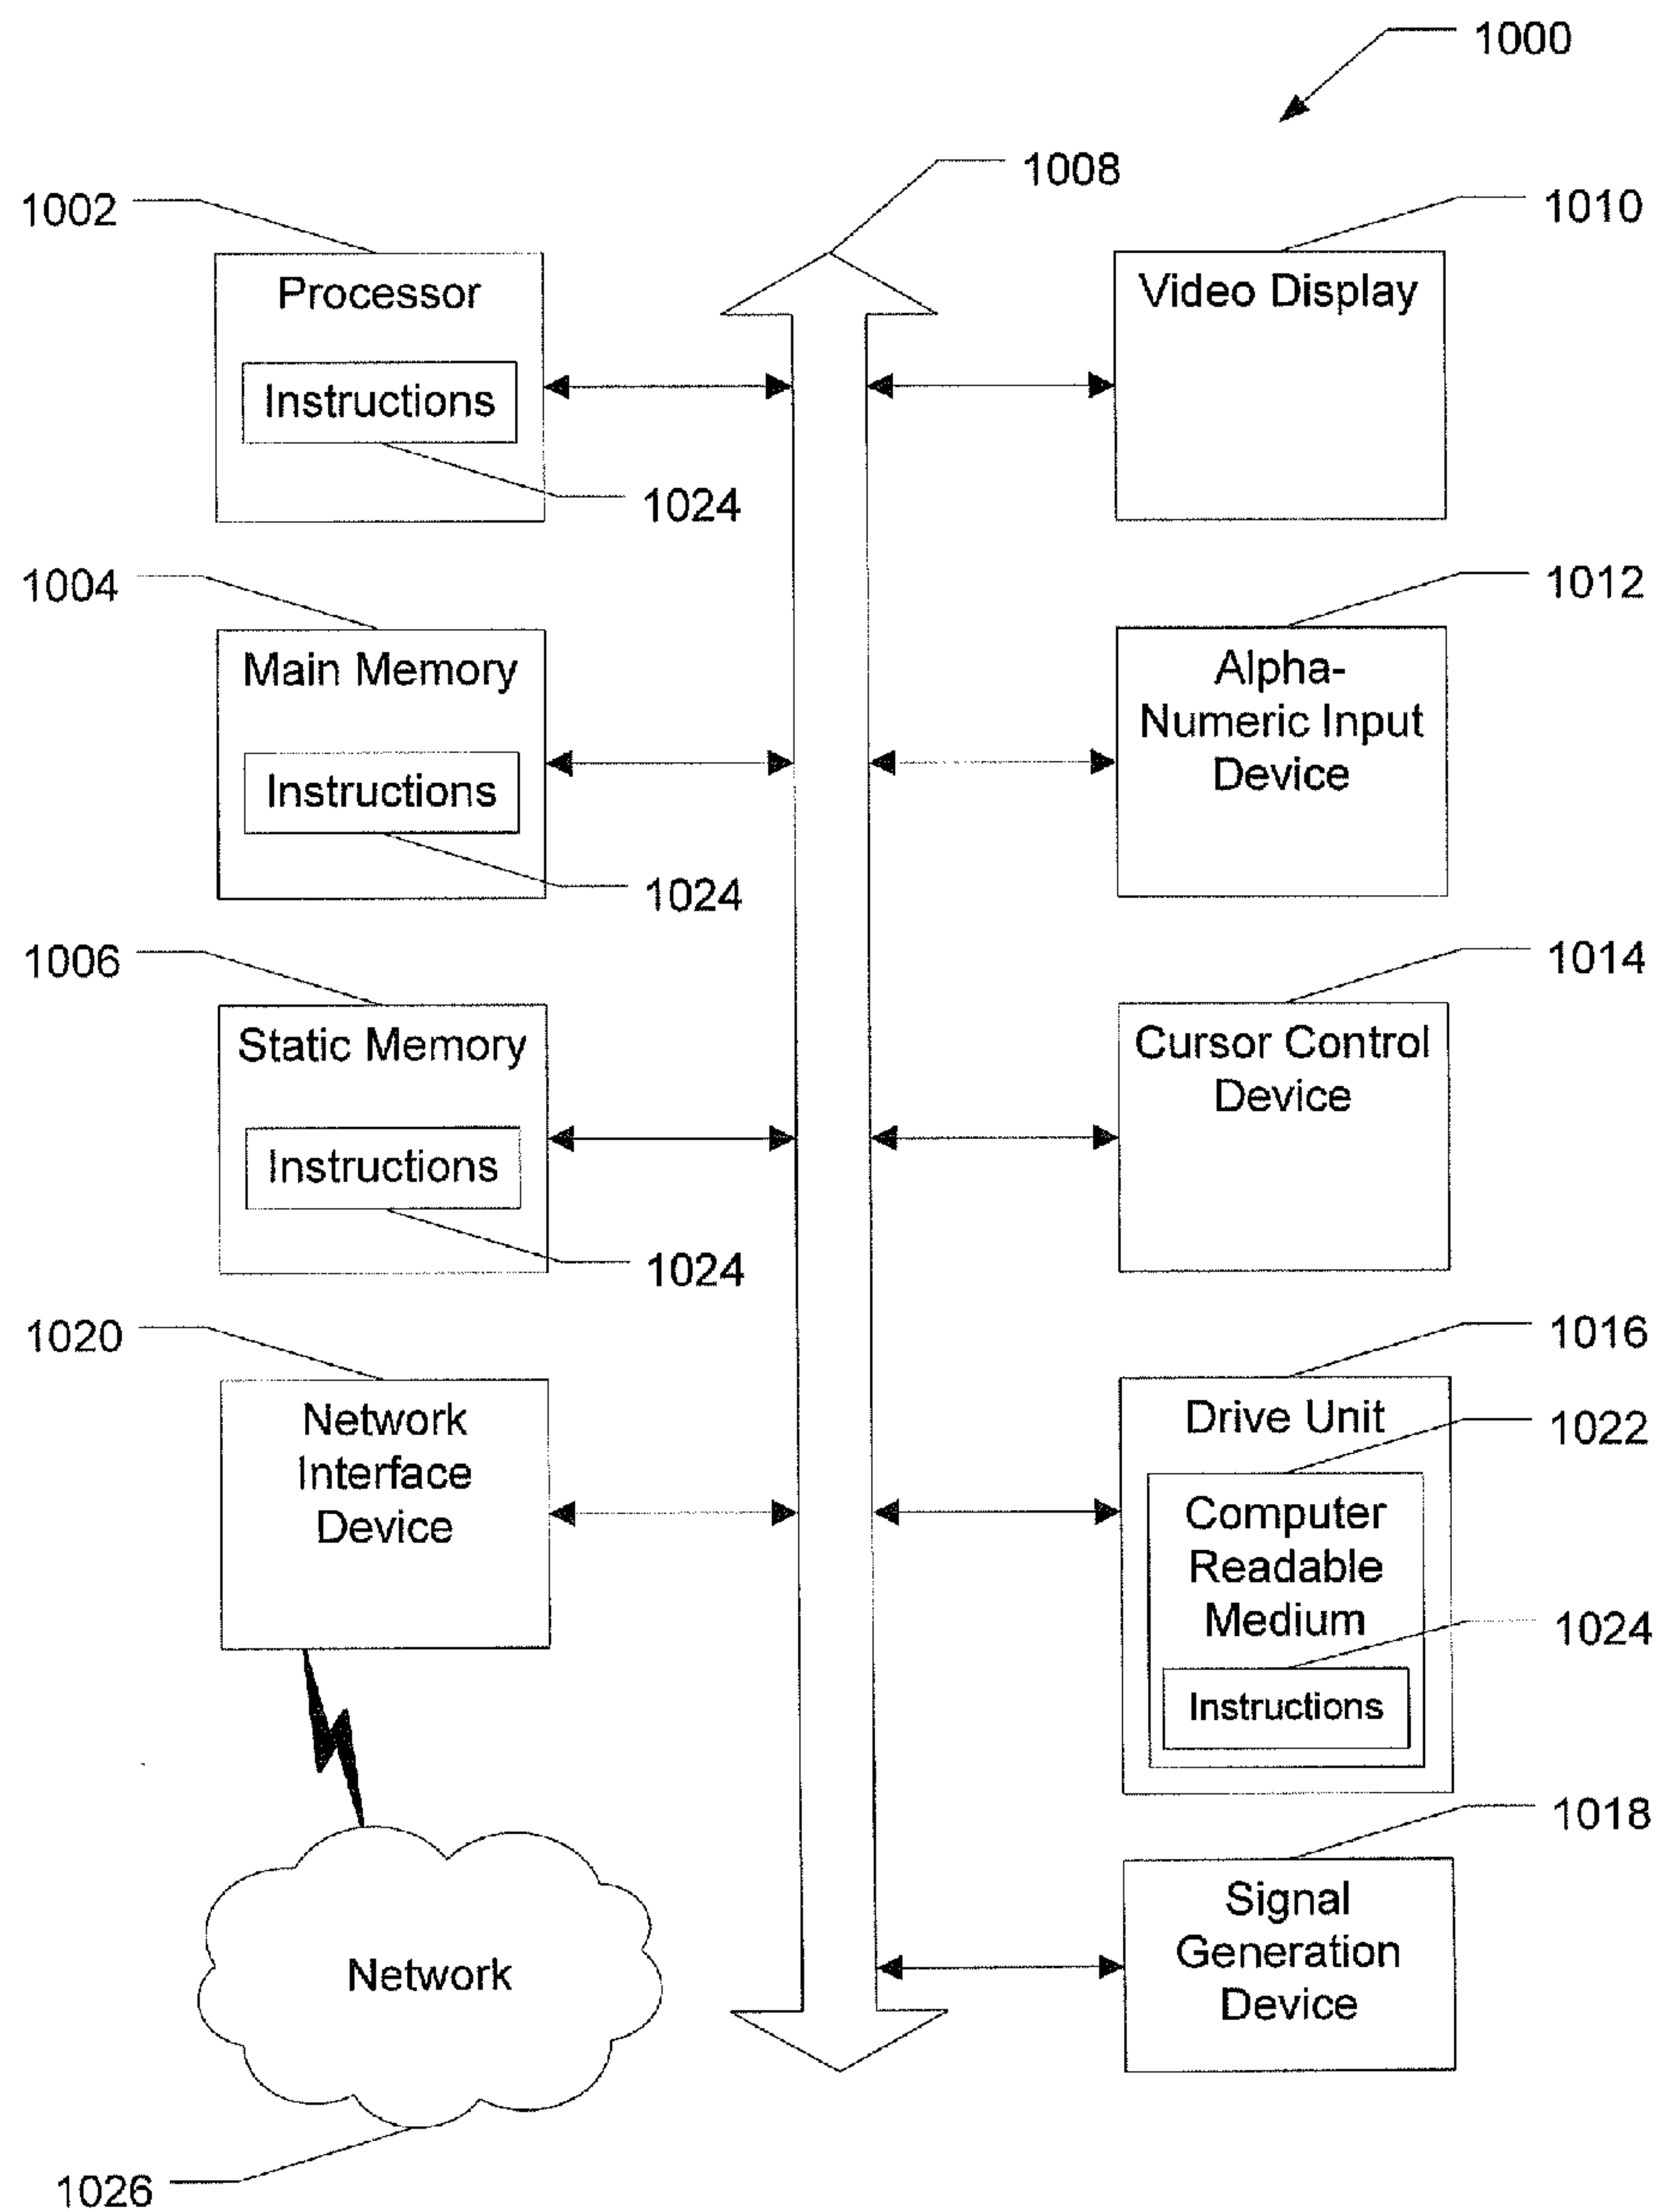 1000
1008
1002
Processor
Instructions
1024
1010
Video Display
1004
Main Memory
Instructions
1024
1012
Alpha-
Numeric Input
Device
1006
Static Memory
Instructions
1024
1014
Cursor Control
Device
1020
Network
Interface
Device
1016
Drive Unit
1022
Computer
Readable
Medium
1024
Instructions
1018
Signal
Generation
Device
Network
1026